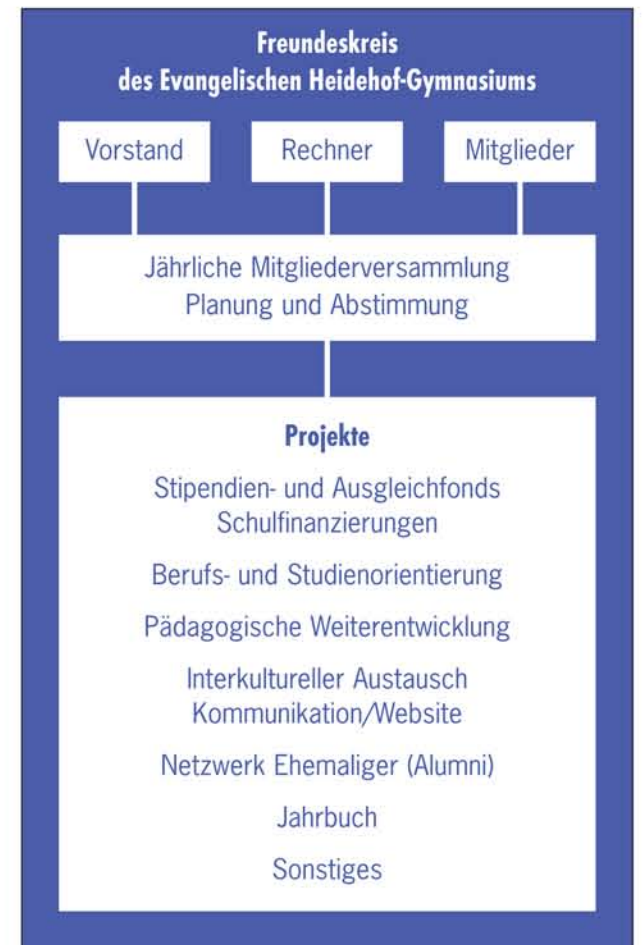 Freundeskreis
des Evangelischen Heidehof-Gymnasiums
Vorstand
Rechner
Mitglieder
Jährliche Mitgliederversammlung
Planung und Abstimmung
Projekte
Stipendien- und Ausgleichfonds
Schulfinanzierungen
Berufs- und Studienorientierung
Pädagogische Weiterentwicklung
Interkultureller Austausch
Kommunikation/Website
Netzwerk Ehemaliger (Alumni)
Jahrbuch
Sonstiges